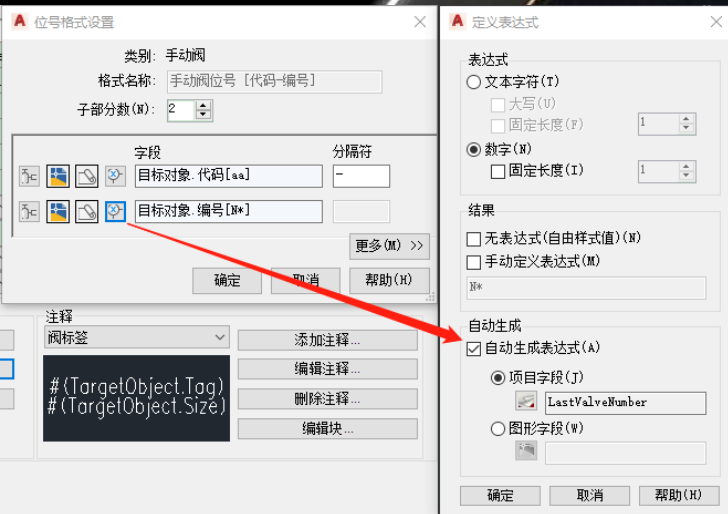 位号格式设置
类别: 手动阀
格式名称: 手动阀位号 [代码-编号]
子部分数(N): 2
字段 分隔符
目标对象.代码[aa] -
目标对象.编号[N*]
更多(M) >>
确定 取消 帮助(H)
注释
阀标签
添加注释...
编辑注释...
删除注释...
编辑块...
#(TargetObject.Tag)
#(TargetObject.Size)
定义表达式
表达式
文本字符(T)
大写(U)
固定长度(F) 1
数字(N)
固定长度(I) 1
结果
无表达式(自由样式值)(N)
手动定义表达式(M)
N*
自动生成
自动生成表达式(A)
项目字段(J)
LastValveNumber
图形字段(W)
确定 取消 帮助(H)